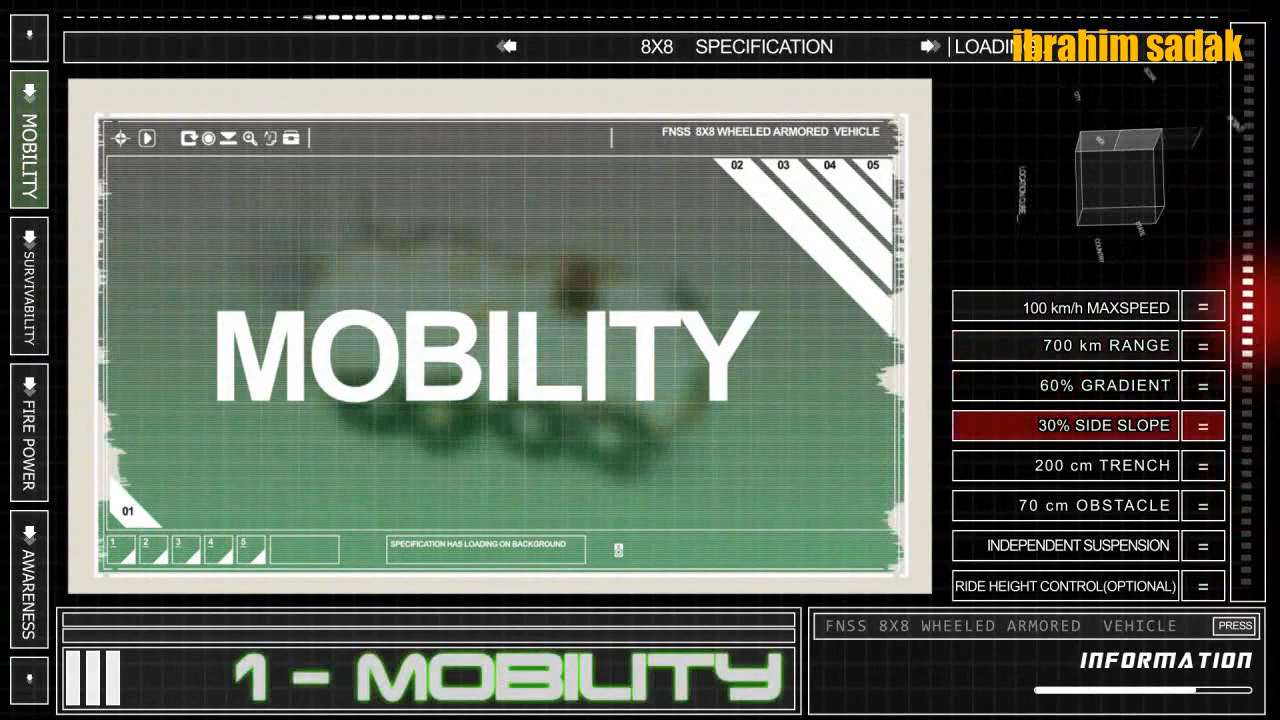 8X8 SPECIFICATION
LOADING
ibrahim sadak
MOBILITY
SURVIVABILITY
FIRE POWER
AWARENESS
FNSS 8X8 WHEELED ARMORED VEHICLE
02 03 04 05
MOBILITY
01
1 2 3 4 5
SPECIFICATION HAS LOADING ON BACKGROUND
COUNTRY
100 km/h MAXSPEED =
700 km RANGE =
60% GRADIENT =
30% SIDE SLOPE =
200 cm TRENCH =
70 cm OBSTACLE =
INDEPENDENT SUSPENSION =
RIDE HEIGHT CONTROL(OPTIONAL) =
1 - MOBILITY
FNSS 8X8 WHEELED ARMORED VEHICLE
PRESS
INFORMATION